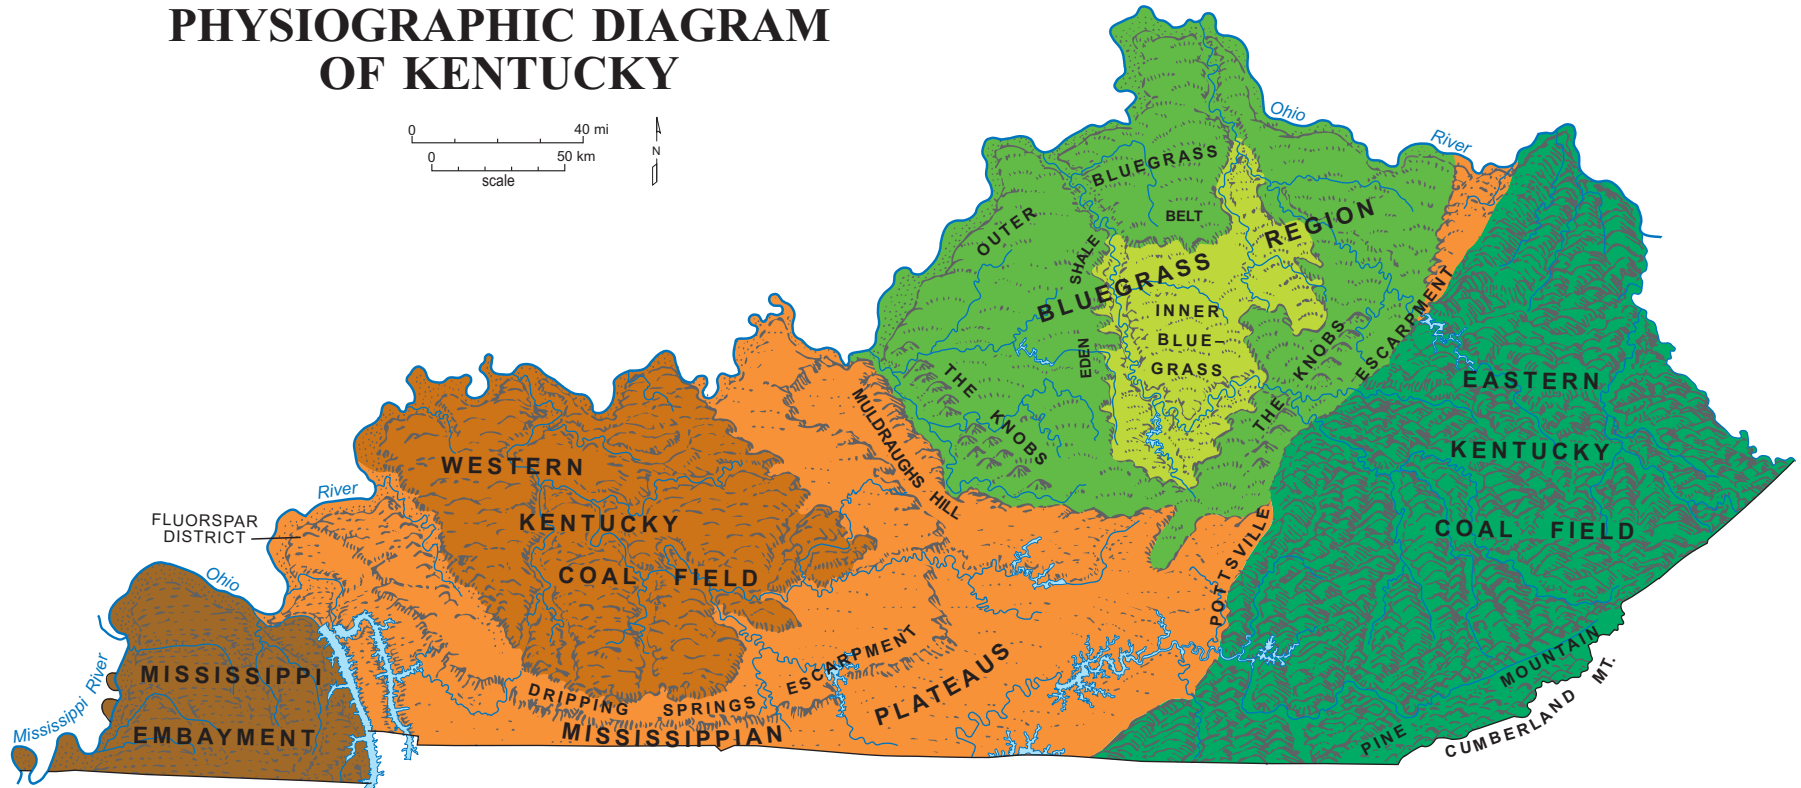 PHYSIOGRAPHIC DIAGRAM
OF KENTUCKY
0 40 mi
0 50 km
scale
N
Ohio
River
BLUEGRASS
BELT
OUTER
SHALE
EDEN
BLUEGRASS
REGION
INNER
BLUE–
GRASS
THE
KNOBS
THE
KNOBS
POTTSVILLE
ESCARPMENT
EASTERN
KENTUCKY
COAL FIELD
MULDRAUGHS HILL
WESTERN
KENTUCKY
COAL FIELD
River
FLUORSPAR
DISTRICT
Ohio
Mississippi River
MISSISSIPPI
EMBAYMENT
DRIPPING SPRINGS ESCARPMENT
MISSISSIPPIAN
PLATEAUS
PINE MOUNTAIN
CUMBERLAND MT.